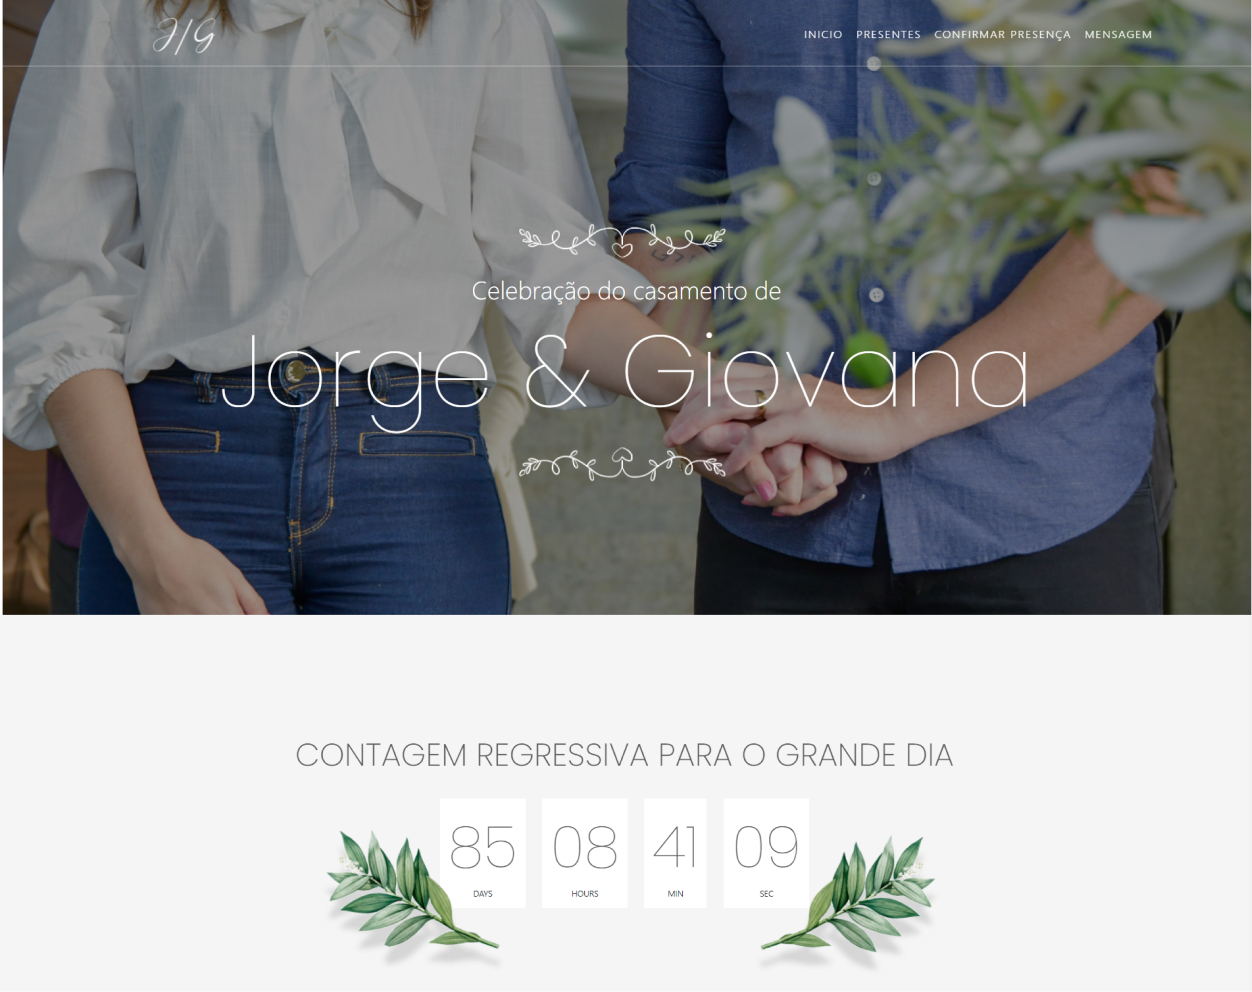 J/G
INICIO PRESENTES CONFIRMAR PRESENÇA MENSAGEM
Celebração do casamento de
Jorge & Giovana
CONTAGEM REGRESSIVA PARA O GRANDE DIA
85 08 41 09
DAYS HOURS MIN SEC